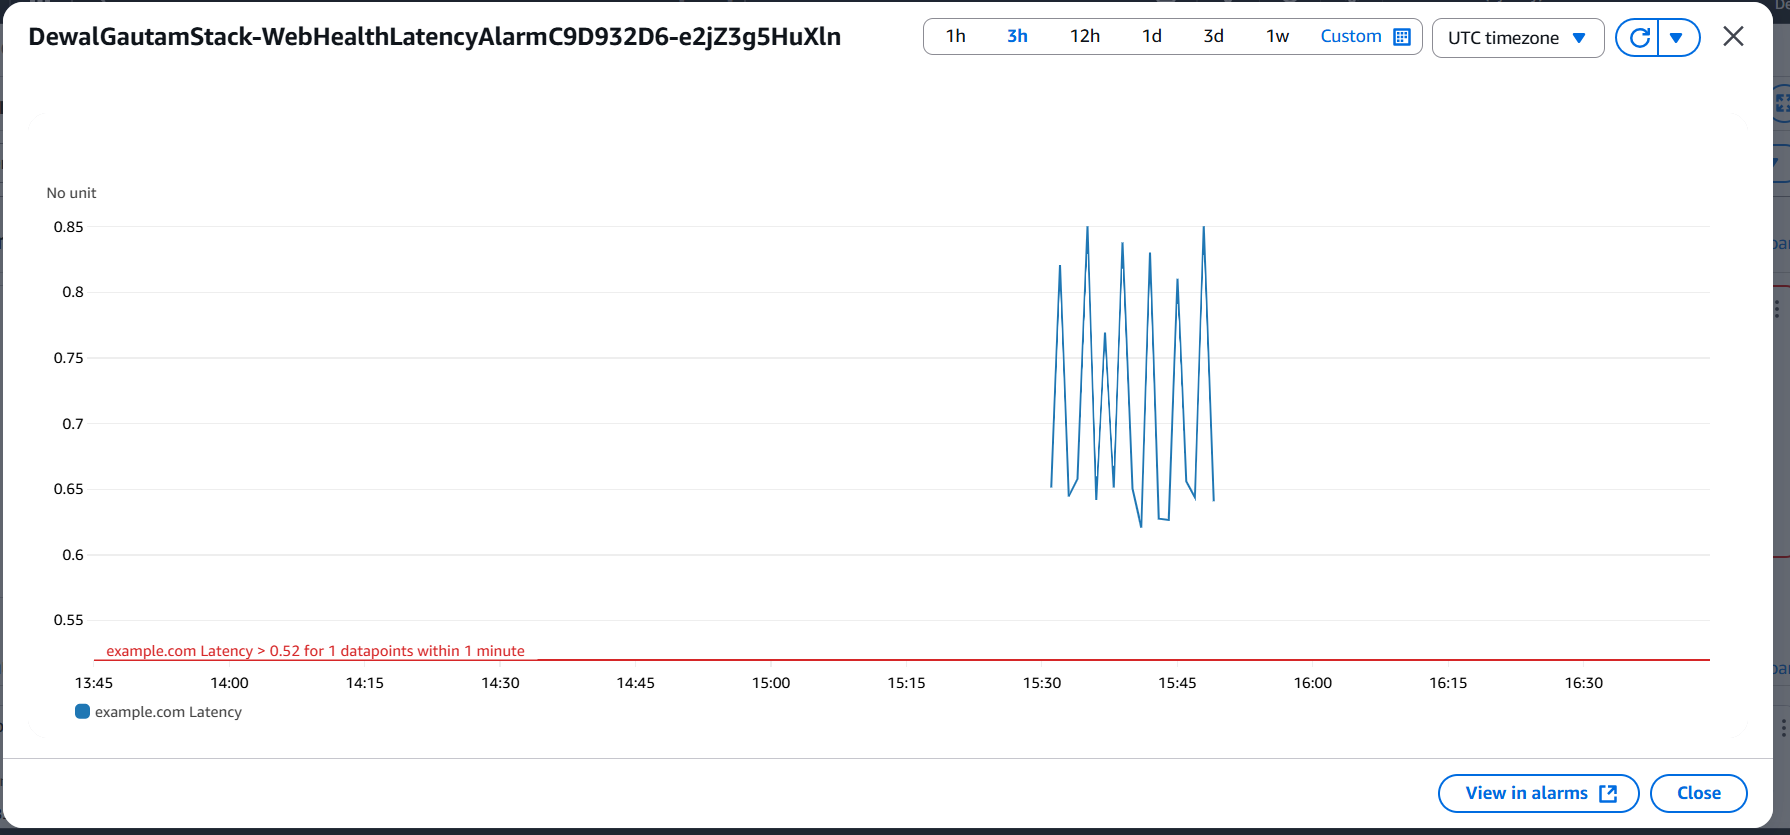 DewalGautamStack-WebHealthLatencyAlarmC9D932D6-e2jZ3g5HuXln
1h 3h 12h 1d 3d 1w Custom
UTC timezone
No unit
0.85
0.8
0.75
0.7
0.65
0.6
0.55
example.com Latency > 0.52 for 1 datapoints within 1 minute
13:45 14:00 14:15 14:30 14:45 15:00 15:15 15:30 15:45 16:00 16:15 16:30
example.com Latency
View in alarms
Close